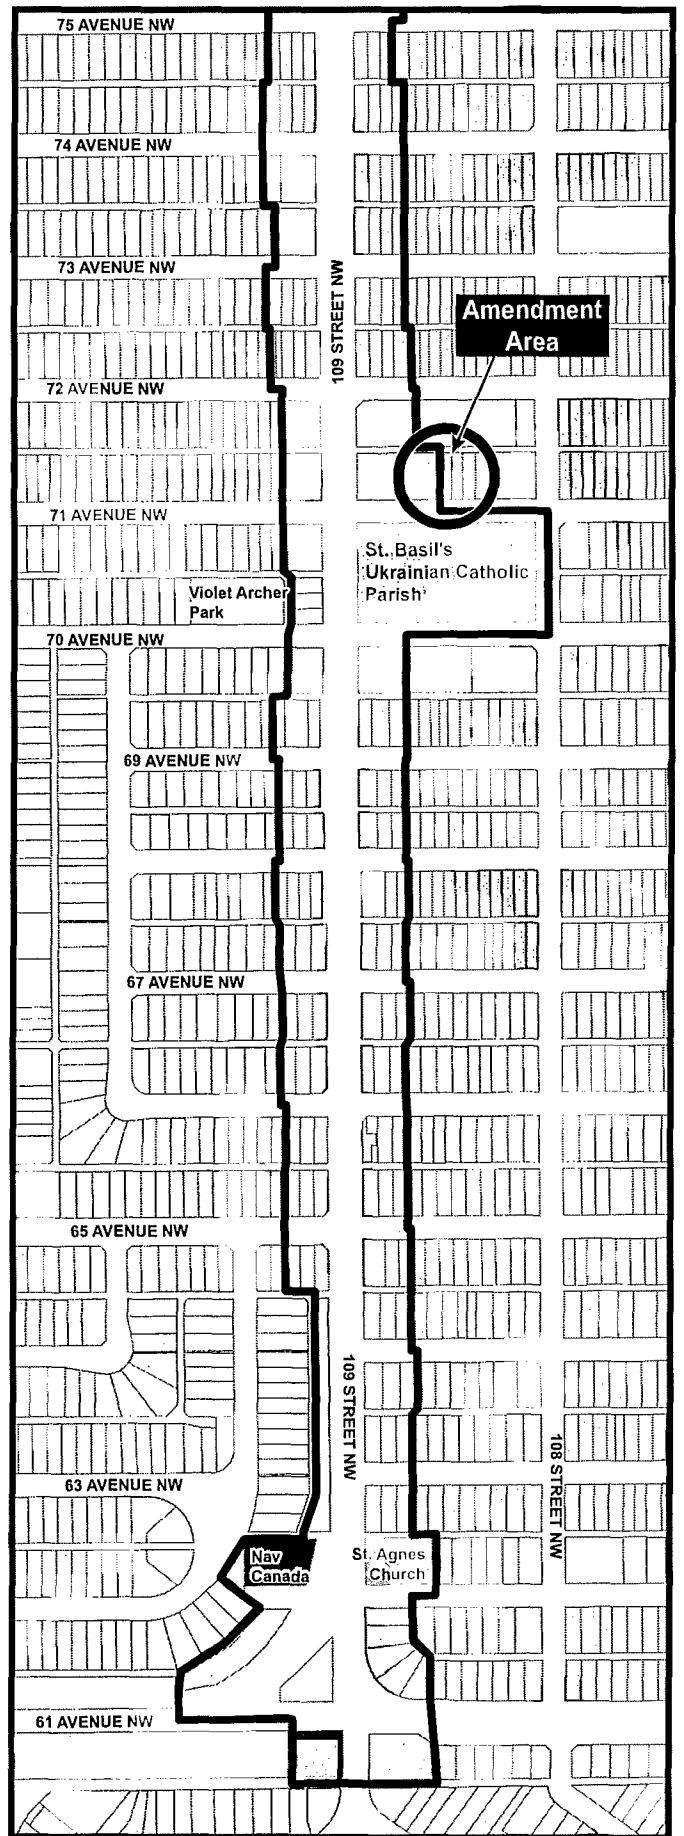 75 AVENUE NW
74 AVENUE NW
73 AVENUE NW
109 STREET NW
Amendment
Area
72 AVENUE NW
71 AVENUE NW
St. Basil's
Ukrainian Catholic
Parish
Violet Archer
Park
70 AVENUE NW
69 AVENUE NW
67 AVENUE NW
65 AVENUE NW
109 STREET NW
108 STREET NW
63 AVENUE NW
Nav
Canada
St. Agnes
Church
61 AVENUE NW